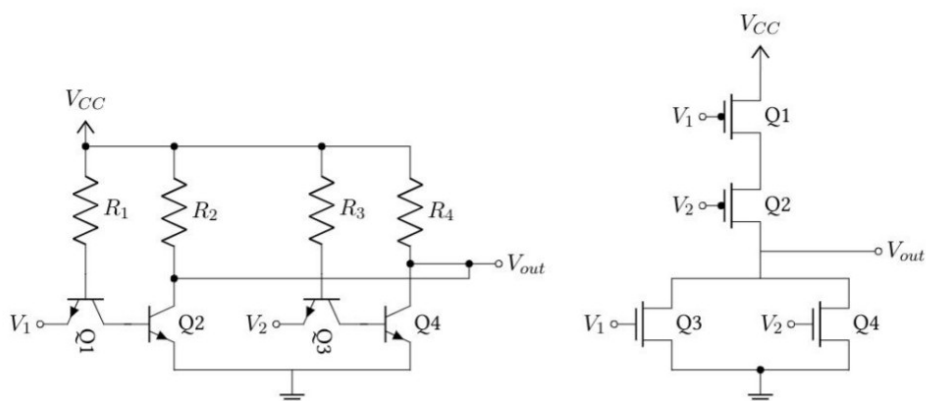 V_CC
R_1
R_2
R_3
R_4
V_out
V_1
Q1
Q2
V_2
Q3
Q4
V_CC
V_1
Q1
V_2
Q2
V_out
V_1
Q3
V_2
Q4